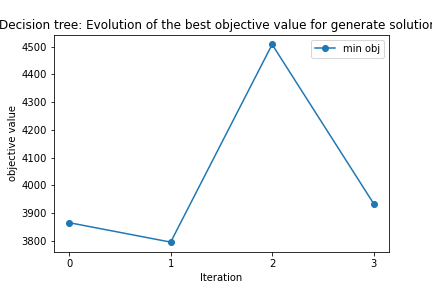 Decision tree: Evolution of the best objective value for generate solution
min obj
4500
4400
4300
4200
4100
4000
3900
3800
objective value
0 1 2 3
Iteration